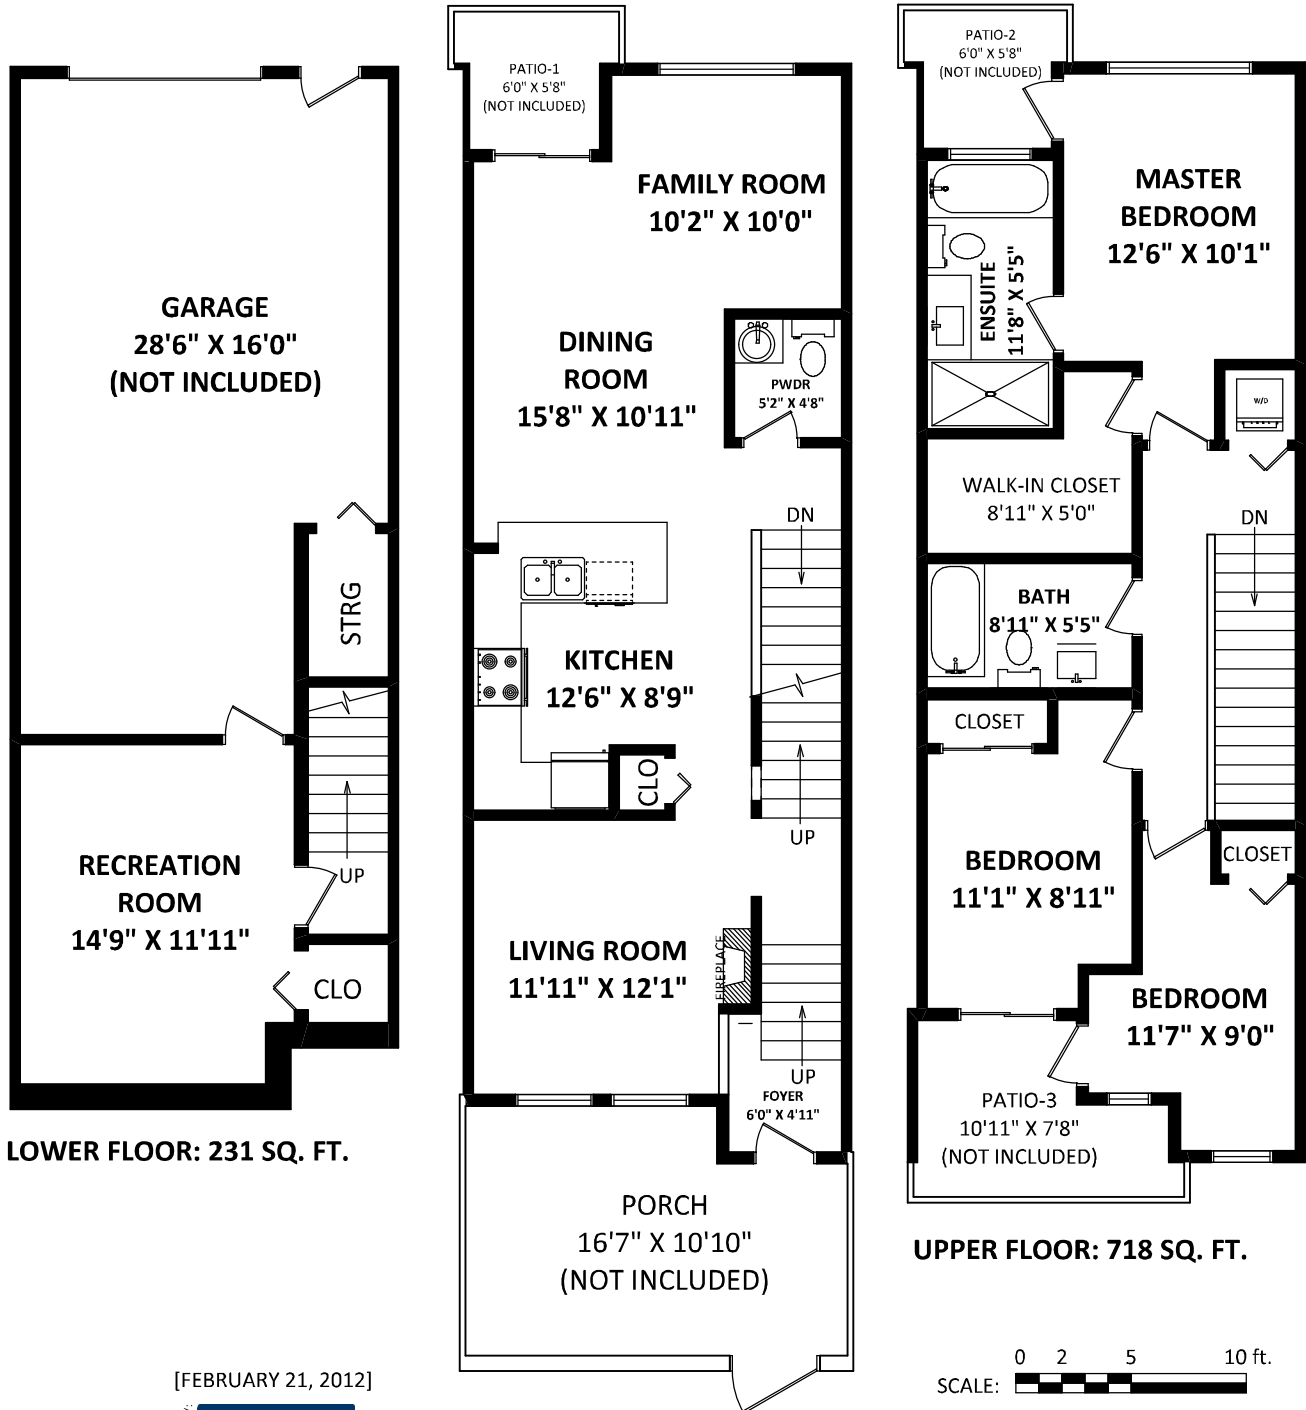 GARAGE
28'6" X 16'0"
(NOT INCLUDED)
STRG
UP
RECREATION
ROOM
14'9" X 11'11"
CLO
LOWER FLOOR: 231 SQ. FT.
[FEBRUARY 21, 2012]
PATIO-1
6'0" X 5'8"
(NOT INCLUDED)
FAMILY ROOM
10'2" X 10'0"
DINING
ROOM
15'8" X 10'11"
PWDR
5'2" X 4'8"
DN
KITCHEN
12'6" X 8'9"
CLO
UP
LIVING ROOM
11'11" X 12'1"
FIREPLACE
UP
FOYER
6'0" X 4'11"
PORCH
16'7" X 10'10"
(NOT INCLUDED)
PATIO-2
6'0" X 5'8"
(NOT INCLUDED)
MASTER
BEDROOM
12'6" X 10'1"
ENSUITE
11'8" X 5'5"
W/D
WALK-IN CLOSET
8'11" X 5'0"
DN
BATH
8'11" X 5'5"
CLOSET
BEDROOM
11'1" X 8'11"
CLOSET
BEDROOM
11'7" X 9'0"
PATIO-3
10'11" X 7'8"
(NOT INCLUDED)
UPPER FLOOR: 718 SQ. FT.
0 2 5 10 ft.
SCALE: